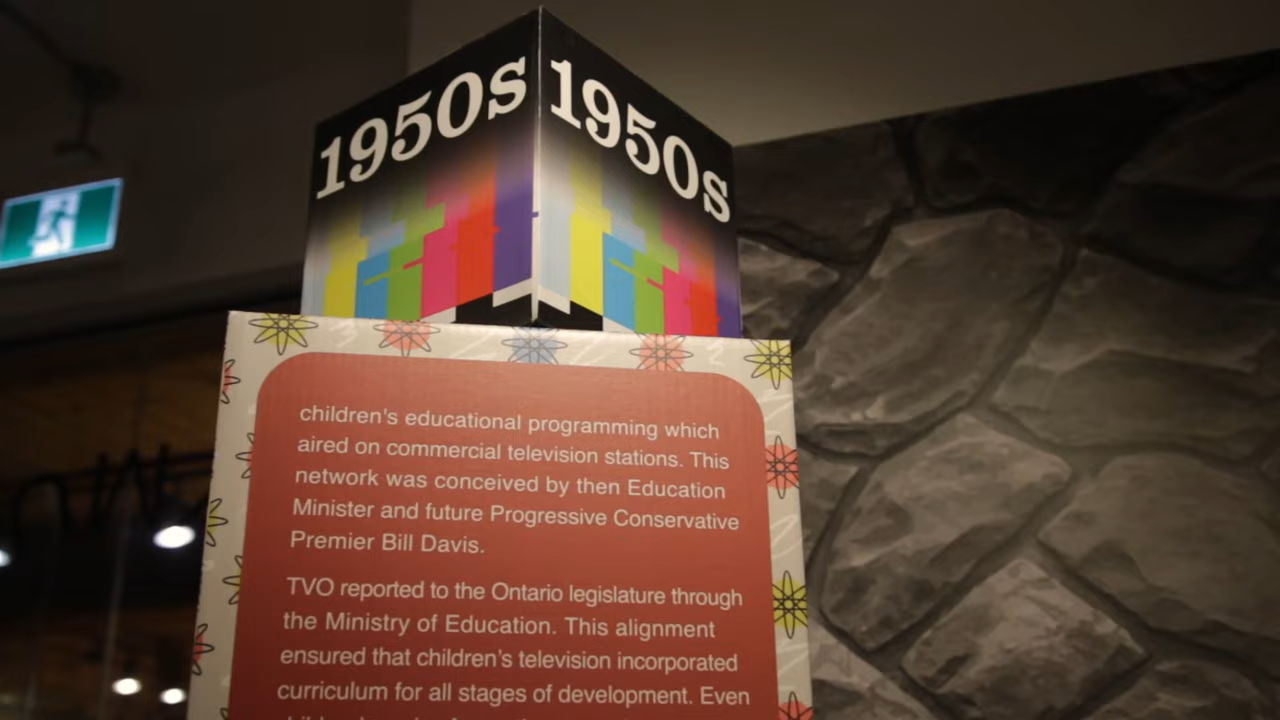 1950s 1950s
children's educational programming which
aired on commercial television stations. This
network was conceived by then Education
Minister and future Progressive Conservative
Premier Bill Davis.
TVO reported to the Ontario legislature through
the Ministry of Education. This alignment
ensured that children's television incorporated
curriculum for all stages of development. Even